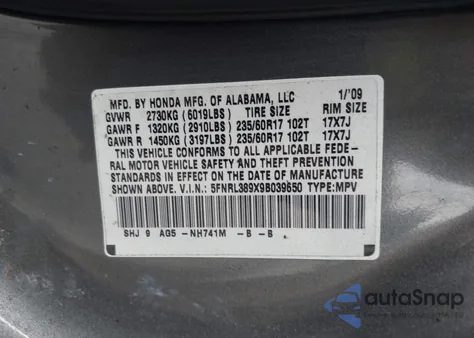 MFD. BY HONDA MFG. OF ALABAMA, LLC 1/'09
GVWR 2730KG (6019LBS) TIRE SIZE RIM SIZE
GAWR F 1320KG (2910LBS) 235/60R17 102T 17X7J
GAWR R 1450KG (3197LBS) 235/60R17 102T 17X7J
THIS VEHICLE CONFORMS TO ALL APPLICABLE FEDE-
RAL MOTOR VEHICLE SAFETY AND THEFT PREVENTION
STANDARDS IN EFFECT ON THE DATE OF MANUFACTURE
SHOWN ABOVE. V.I.N.: 5FNRL389X9B039650 TYPE:MPV
SHJ 9 AG5 -NH741M -B -B
autoSnap